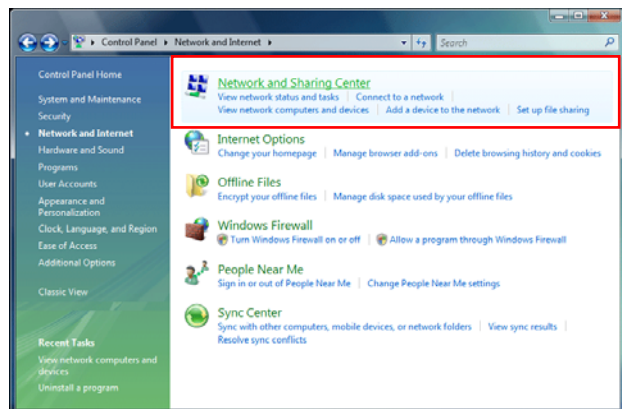 Control Panel ▸ Network and Internet ▸
Search
Control Panel Home
System and Maintenance
Security
Network and Internet
Hardware and Sound
Programs
User Accounts
Appearance and
Personalization
Clock, Language, and Region
Ease of Access
Additional Options
Classic View
Recent Tasks
View network computers and
devices
Uninstall a program
Network and Sharing Center
View network status and tasks | Connect to a network |
View network computers and devices | Add a device to the network | Set up file sharing
Internet Options
Change your homepage | Manage browser add-ons | Delete browsing history and cookies
Offline Files
Encrypt your offline files | Manage disk space used by your offline files
Windows Firewall
Turn Windows Firewall on or off | Allow a program through Windows Firewall
People Near Me
Sign in or out of People Near Me | Change People Near Me settings
Sync Center
Sync with other computers, mobile devices, or network folders | View sync results |
Resolve sync conflicts